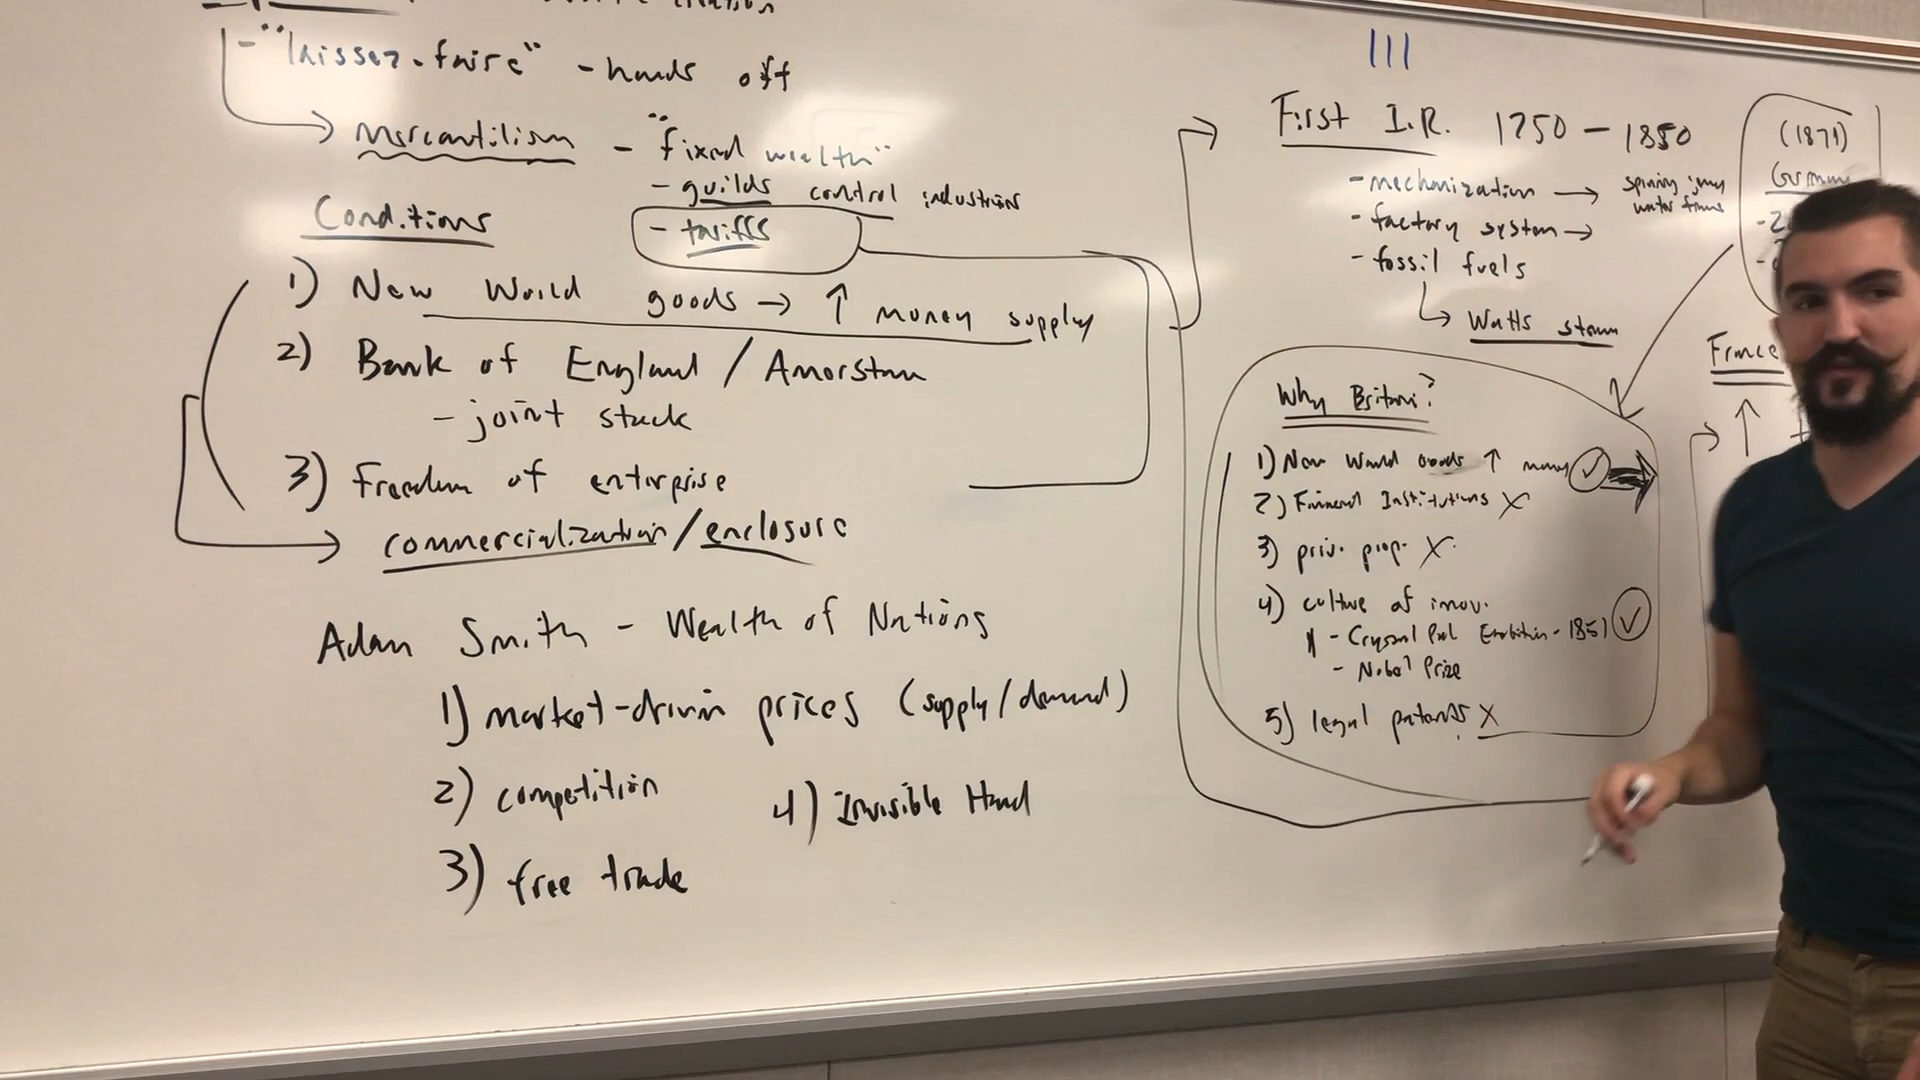 - "laissez-faire" - hands off
Mercantilism - "fixed wealth"
- guilds control industries
- tariffs
Conditions
1) New World goods → ↑ money supply
2) Bank of England / Amerstam
- joint stock
3) Freedom of enterprise
commercialization / enclosure
Adam Smith - Wealth of Nations
1) market-driven prices (supply/demand)
2) competition
3) free trade
4) Invisible Hand
III
First I.R. 1750 - 1850
- mechanization → spinning jenny
water frames
- factory system →
- fossil fuels
→ Watts steam
Why Britain?
1) New World Goods ↑ money ✓
2) Financial Institutions X
3) priv. prop. X
4) culture of innov. ✓
- Crystal Pal Exhibition - 1851
- Nobel Prize
5) legal patents X
(1871)
Germany
France
↑